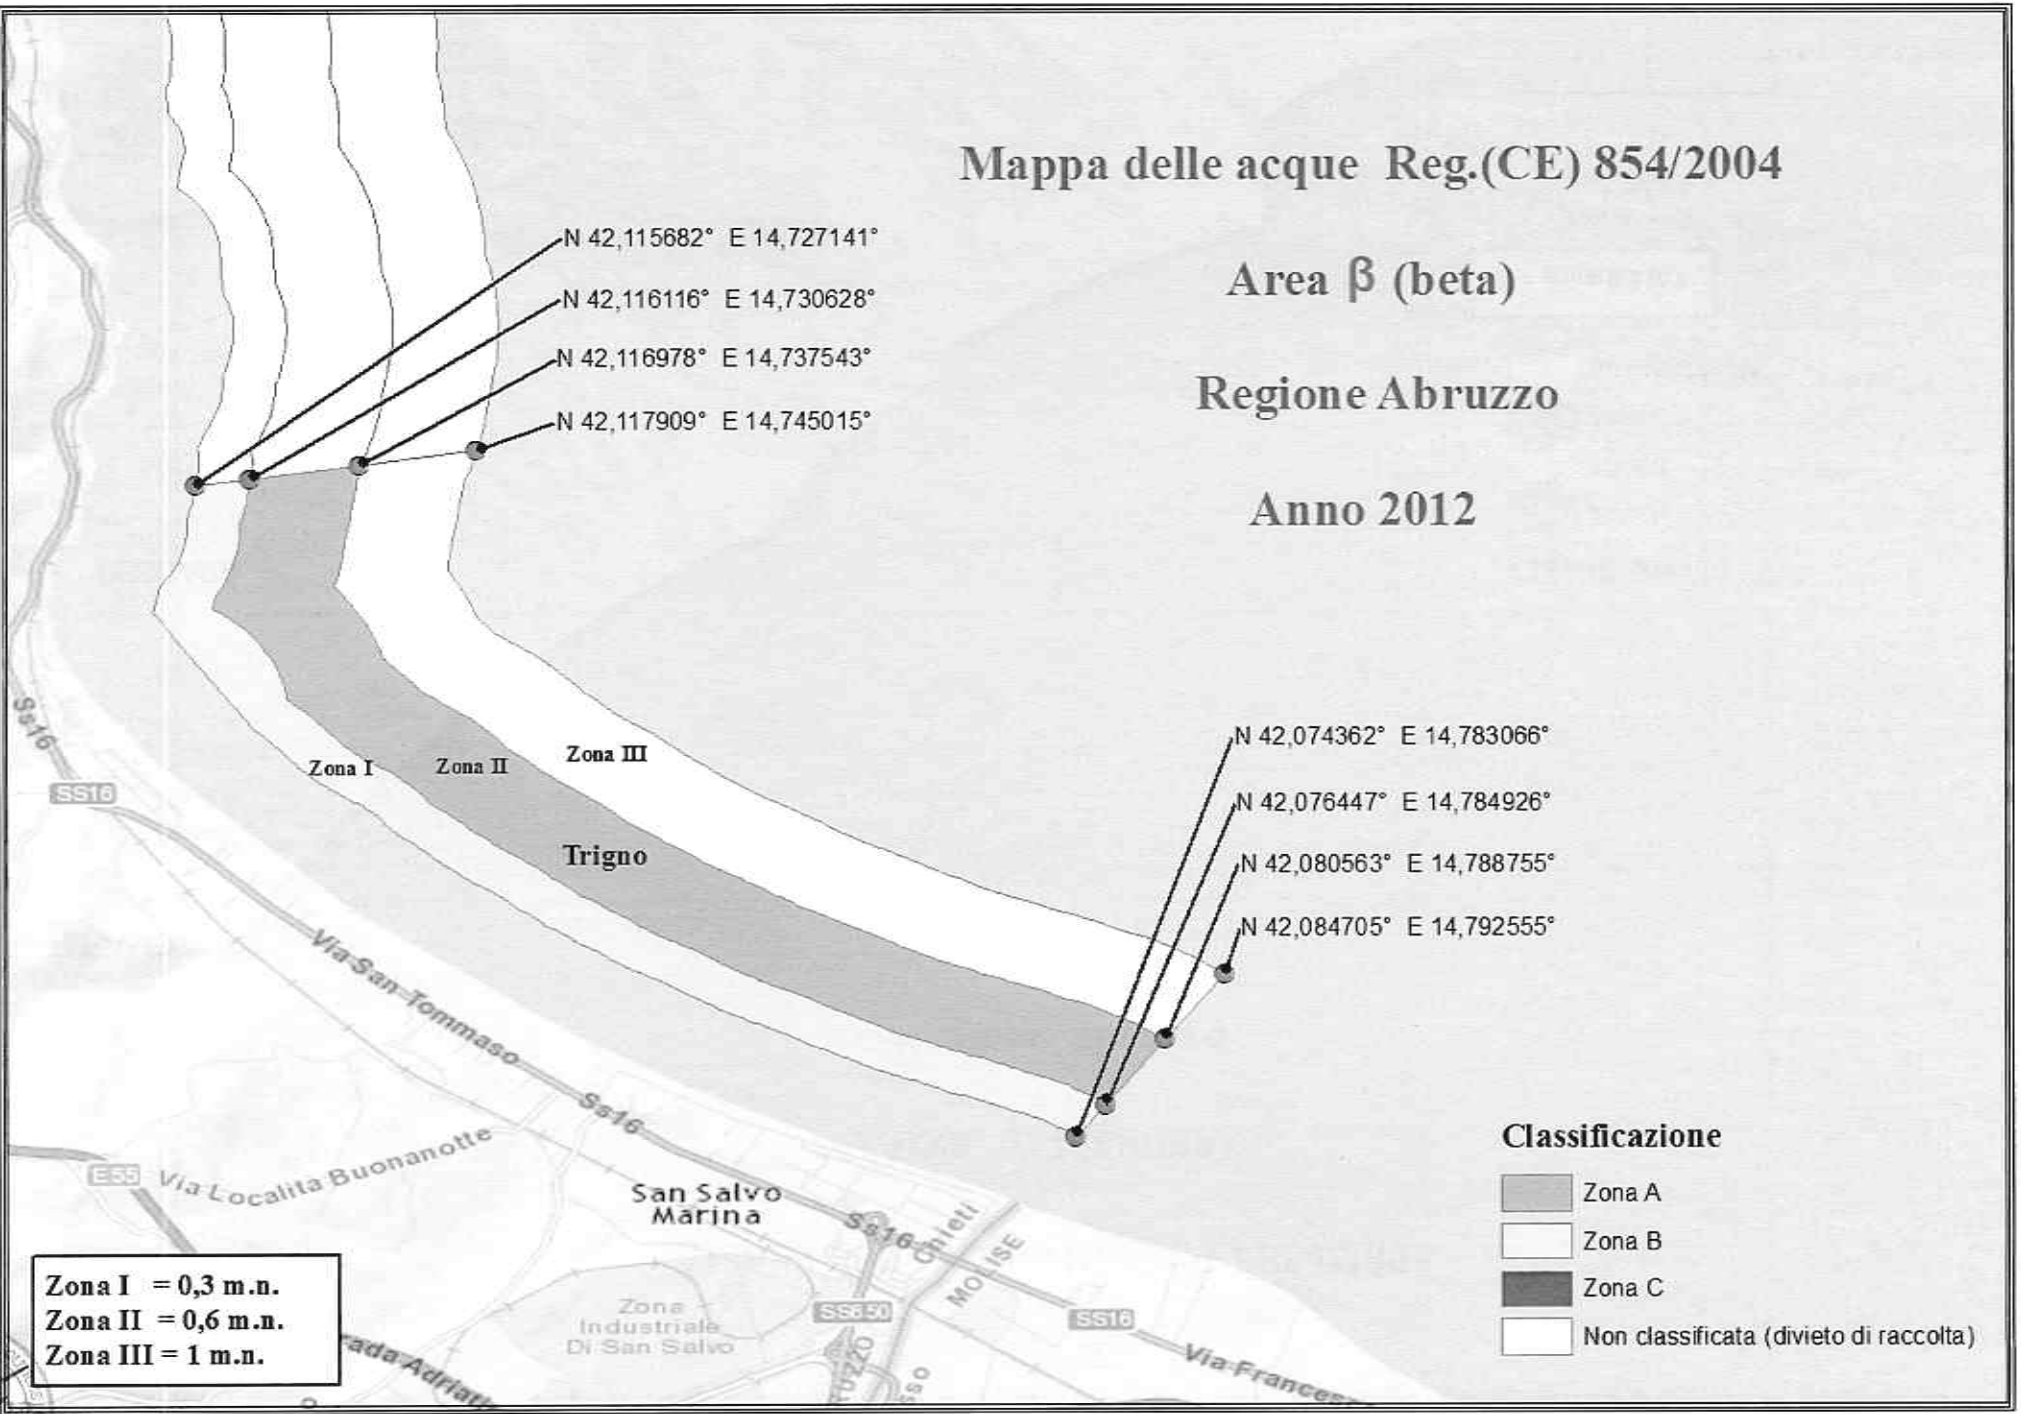 Mappa delle acque Reg.(CE) 854/2004
Area β (beta)
Regione Abruzzo
Anno 2012
N 42,115682° E 14,727141°
N 42,116116° E 14,730628°
N 42,116978° E 14,737543°
N 42,117909° E 14,745015°
N 42,074362° E 14,783066°
N 42,076447° E 14,784926°
N 42,080563° E 14,788755°
N 42,084705° E 14,792555°
Zona I
Zona II
Zona III
Trigno
Ss16
SS16
Via San Tommaso
Ss16
E55
Via Localita Buonanotte
San Salvo
Marina
Ss16
Chieti
MOLISE
Zona
Industriale
Di San Salvo
SS650
SS16
Via Francesc
rada Adriati
Zona I = 0,3 m.n.
Zona II = 0,6 m.n.
Zona III = 1 m.n.
Classificazione
Zona A
Zona B
Zona C
Non classificata (divieto di raccolta)